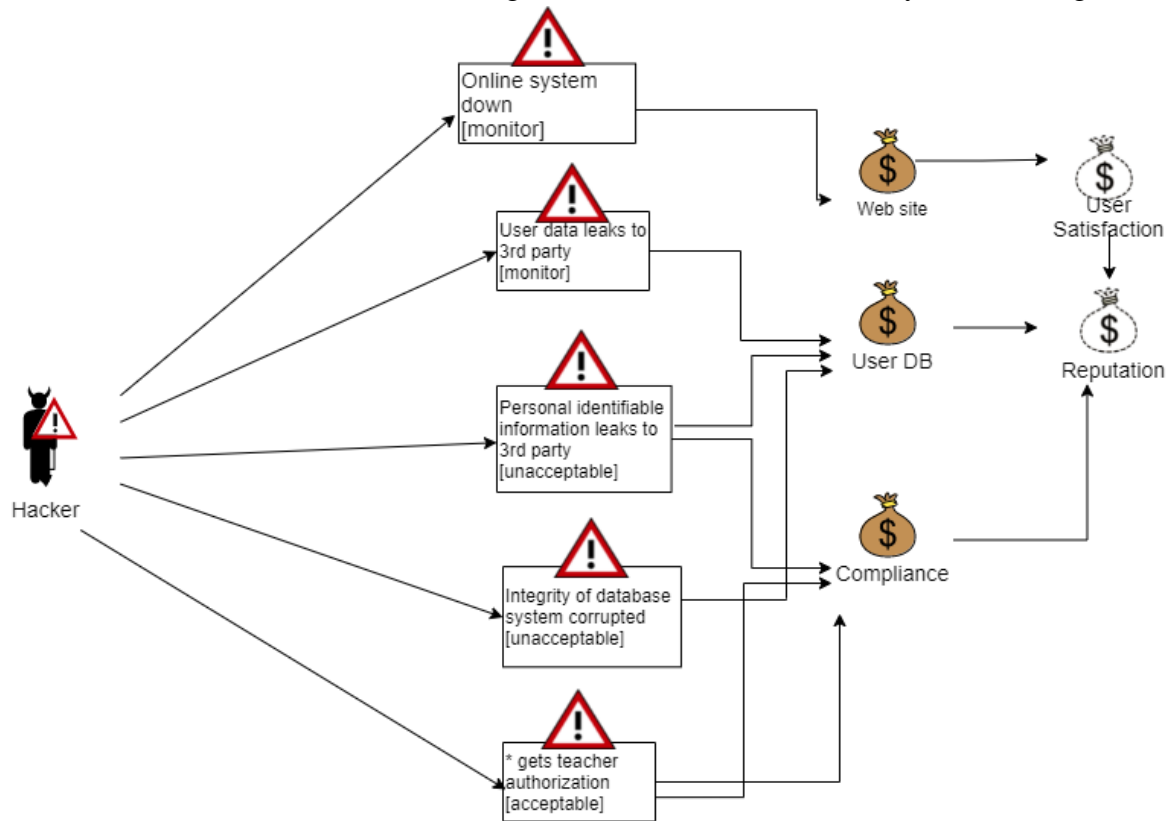 Online system
down
[monitor]
User data leaks to
3rd party
[monitor]
Personal identifiable
information leaks to
3rd party
[unacceptable]
Integrity of database
system corrupted
[unacceptable]
* gets teacher
authorization
[acceptable]
Hacker
$
Web site
$
User
Satisfaction
$
User DB
$
Reputation
$
Compliance